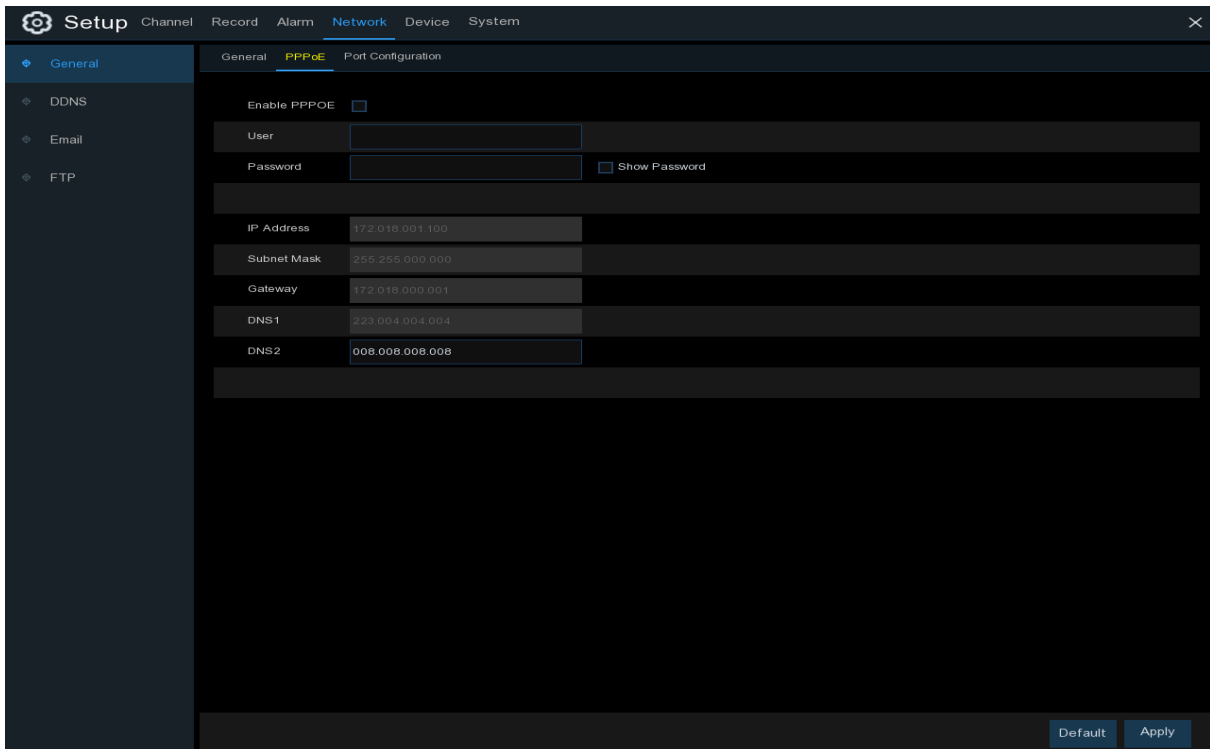 Setup Channel Record Alarm Network Device System
General PPPoE Port Configuration
General
DDNS
Email
FTP
Enable PPPOE
User
Password Show Password
IP Address 172.018.001.100
Subnet Mask 255.255.000.000
Gateway 172.018.000.001
DNS1 223.004.004.004
DNS2 008.008.008.008
Default Apply